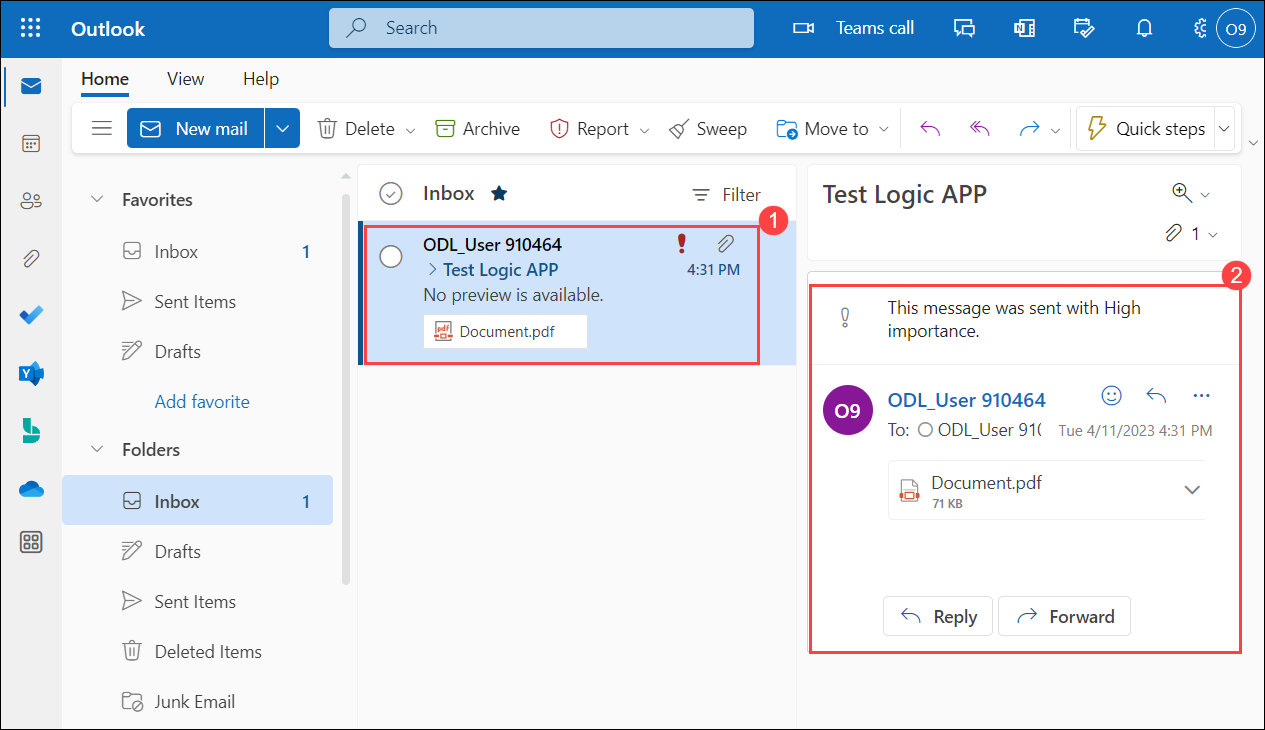 Outlook
Search
Teams call
O9
Home View Help
New mail Delete Archive Report Sweep Move to Quick steps
Favorites
Inbox 1
Sent Items
Drafts
Add favorite
Folders
Inbox 1
Drafts
Sent Items
Deleted Items
Junk Email
Inbox Filter
1
ODL_User 910464
Test Logic APP 4:31 PM
No preview is available.
pdf Document.pdf
Test Logic APP
1
2
This message was sent with High
importance.
O9 ODL_User 910464
To: ODL_User 910 Tue 4/11/2023 4:31 PM
Document.pdf
71 KB
Reply Forward